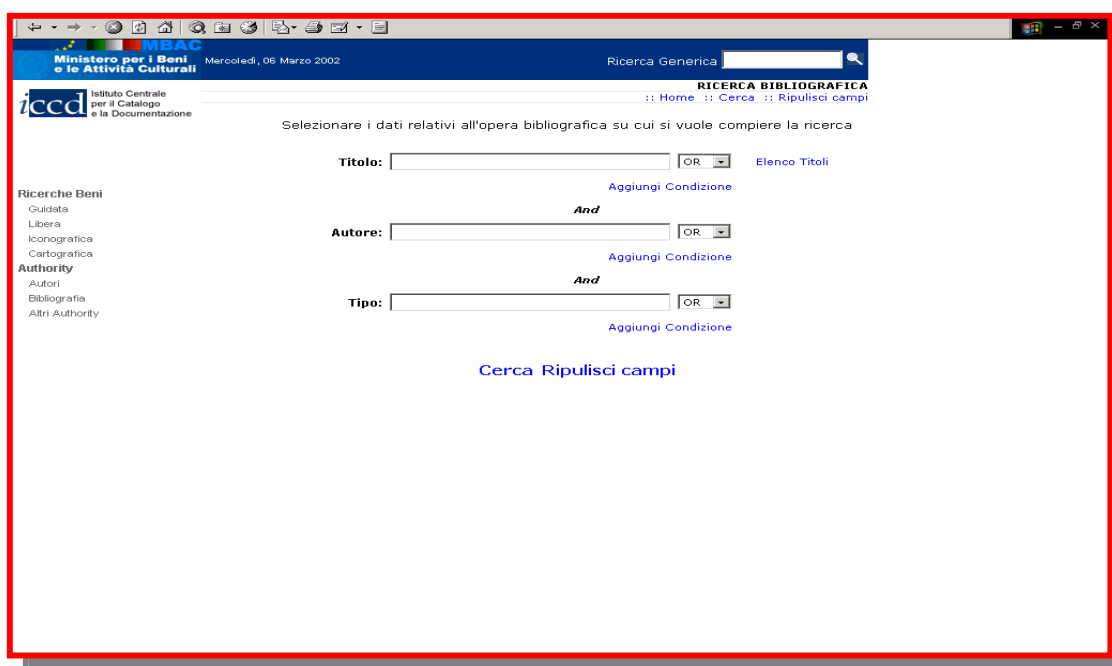 MBAC
Ministero per i Beni
e le Attività Culturali
Mercoledì, 06 Marzo 2002
Ricerca Generica
iccd
Istituto Centrale
per il Catalogo
e la Documentazione
RICERCA BIBLIOGRAFICA
:: Home :: Cerca :: Ripulisci campi
Selezionare i dati relativi all'opera bibliografica su cui si vuole compiere la ricerca
Titolo: OR Elenco Titoli
Aggiungi Condizione
And
Autore: OR
Aggiungi Condizione
And
Tipo: OR
Aggiungi Condizione
Cerca Ripulisci campi
Ricerche Beni
Guidata
Libera
Iconografica
Cartografica
Authority
Autori
Bibliografia
Altri Authority